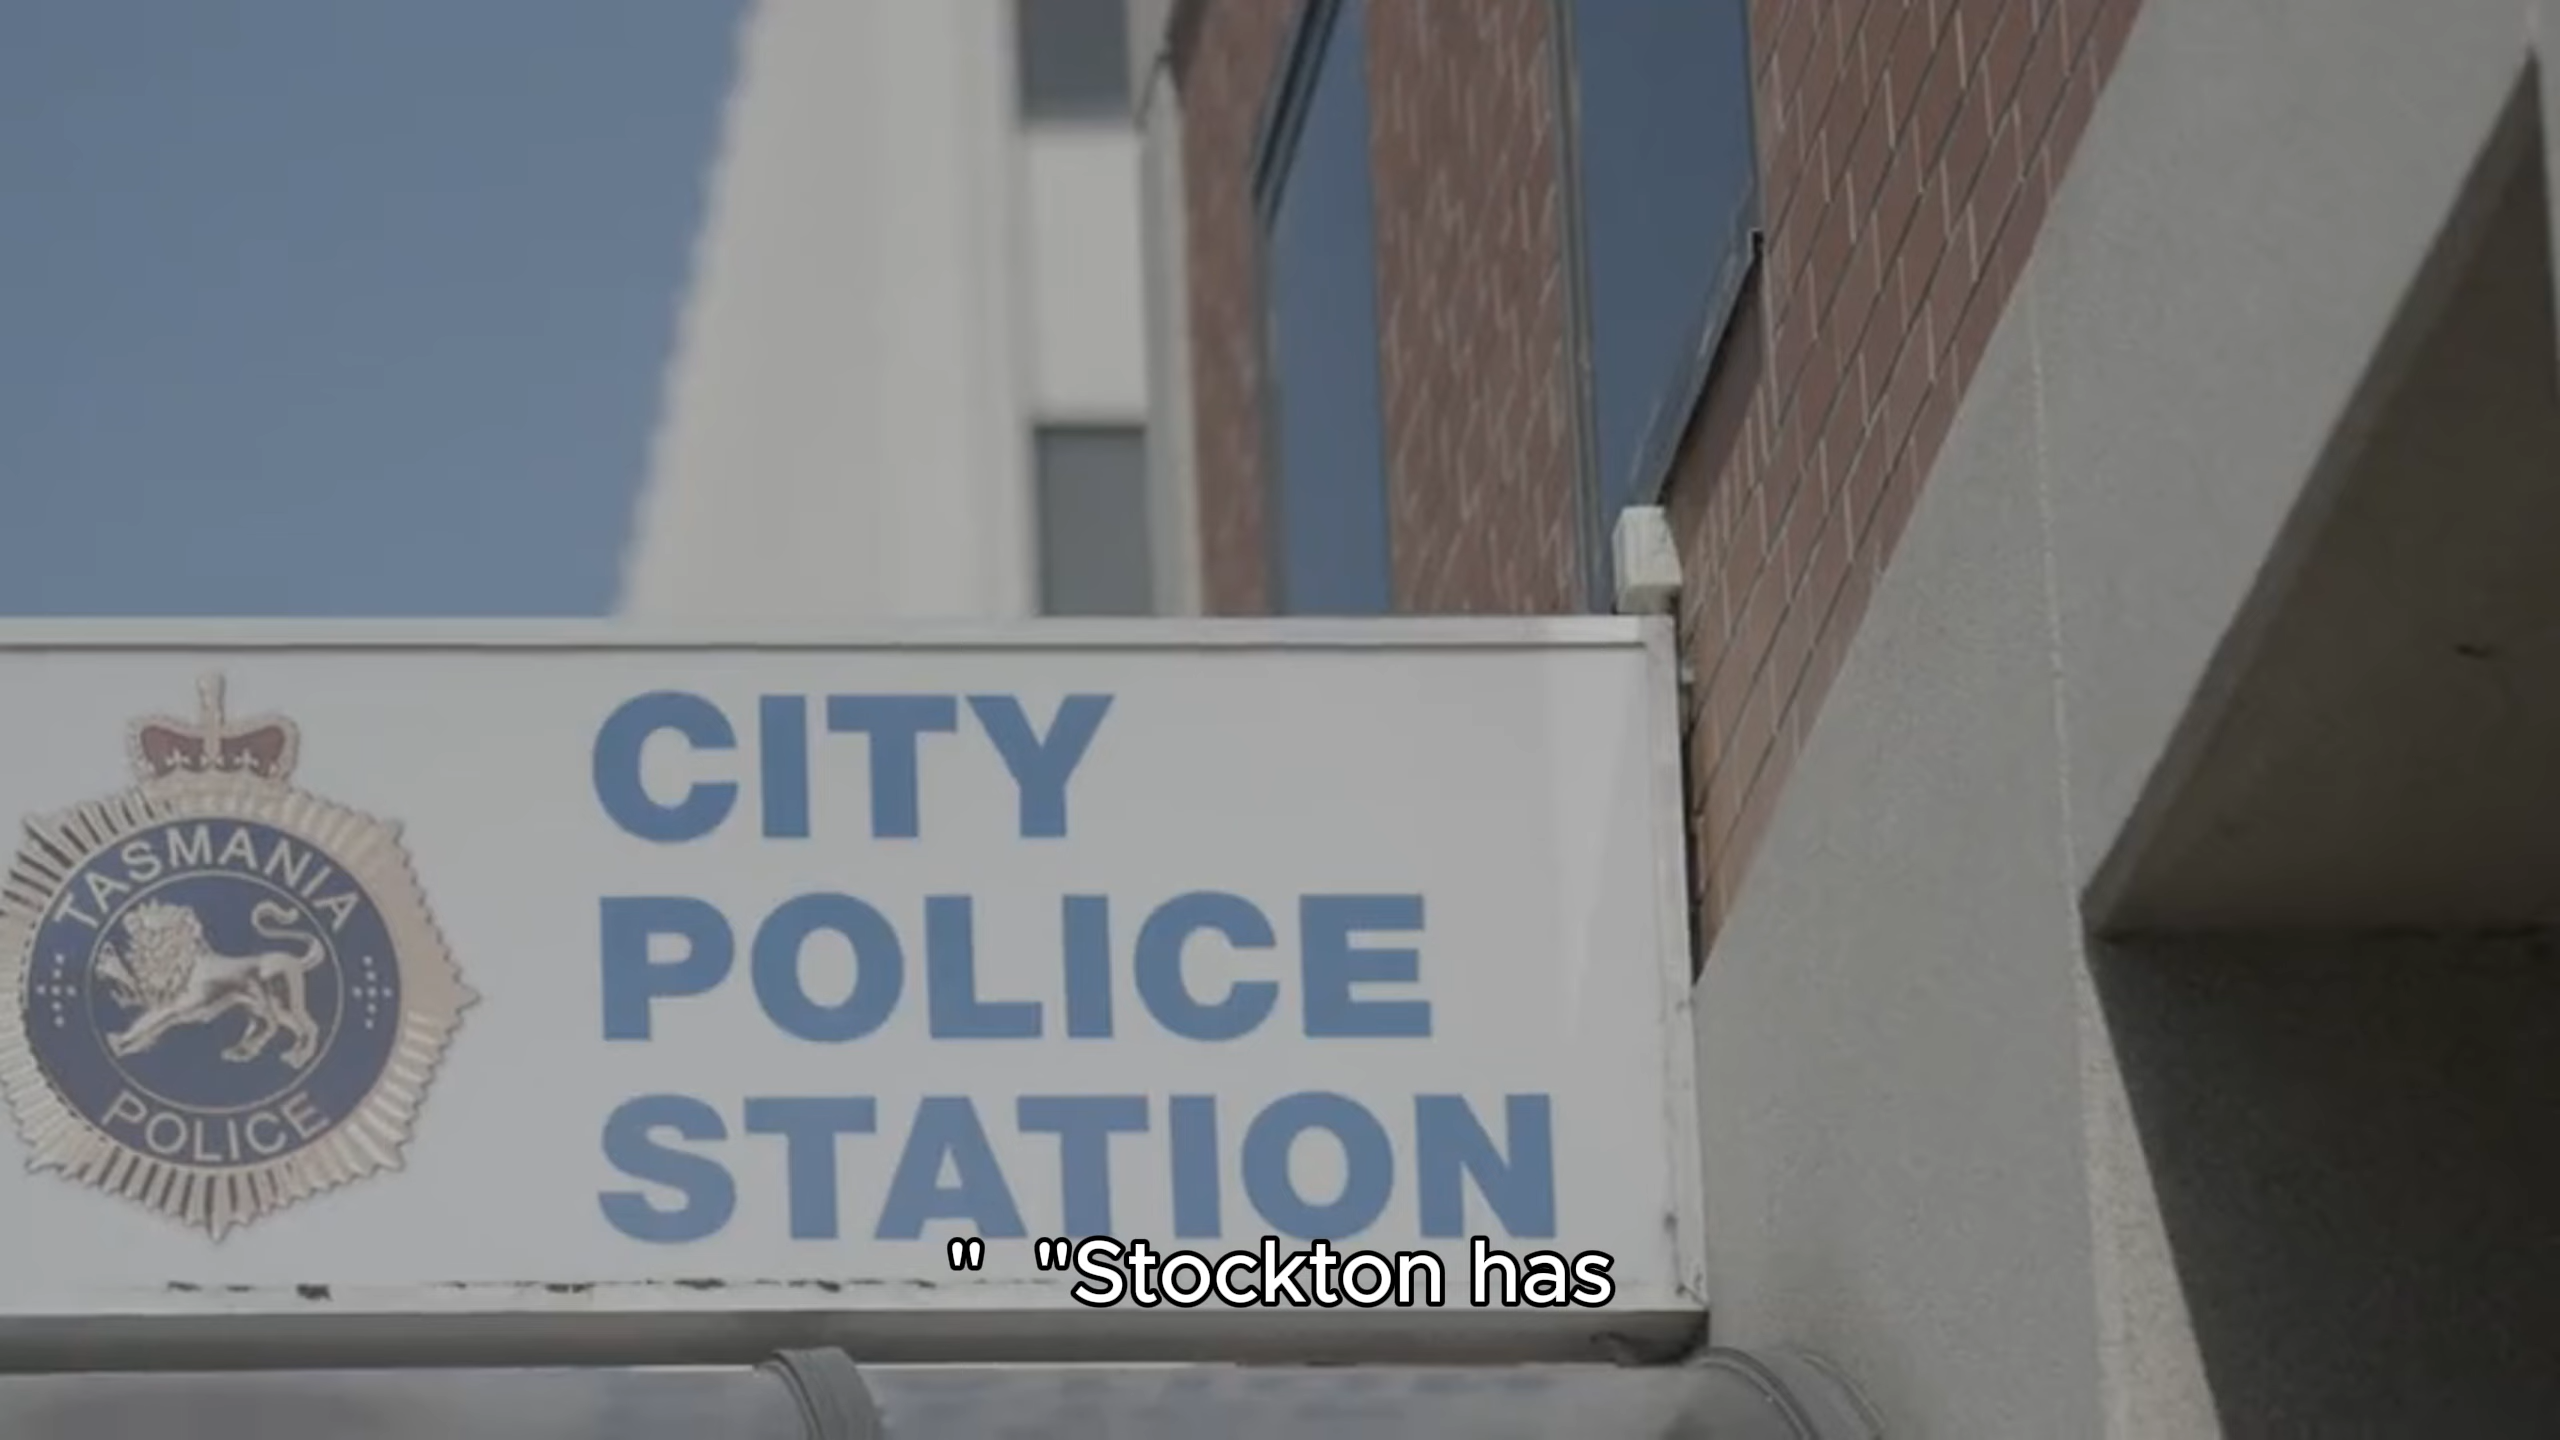 CITY
POLICE
STATION
TASMANIA
POLICE
" "Stockton has